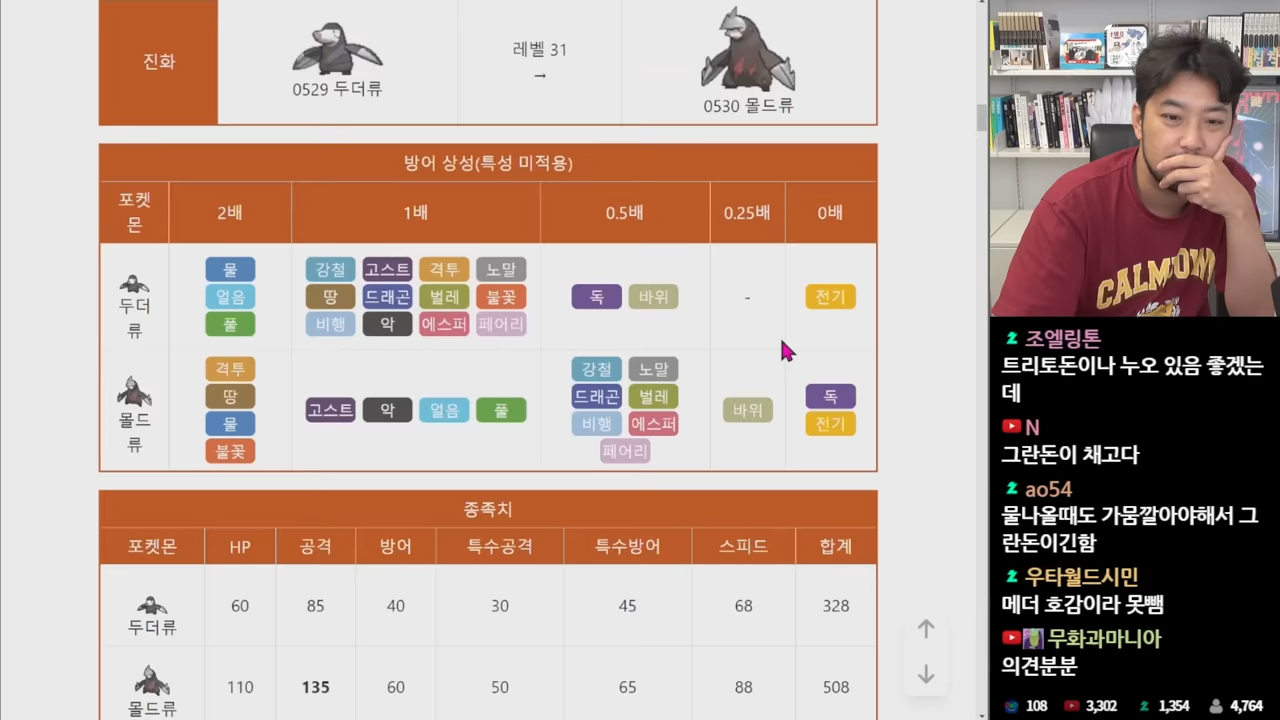 진화
0529 두더류
레벨 31
→
0530 몰드류
방어 상성(특성 미적용)
포켓몬 2배 1배 0.5배 0.25배 0배
두더류
물
얼음
풀
강철 고스트 격투 노말
땅 드래곤 벌레 불꽃
비행 악 에스퍼 페어리
독 바위
-
전기
몰드류
격투
땅
물
불꽃
고스트 악 얼음 풀
강철 노말
드래곤 벌레
비행 에스퍼
페어리
바위
독
전기
종족치
포켓몬 HP 공격 방어 특수공격 특수방어 스피드 합계
두더류 60 85 40 30 45 68 328
몰드류 110 135 60 50 65 88 508
CALM
조엘링톤
트리토돈이나 누오 있음 좋겠는
데
N
그란돈이 채고다
ao54
물나올때도 가뭄깔아야해서 그
란돈이긴함
우타월드시민
메더 호감이라 못뺌
무화과마니아
의견분분
108 3,302 1,354 4,764